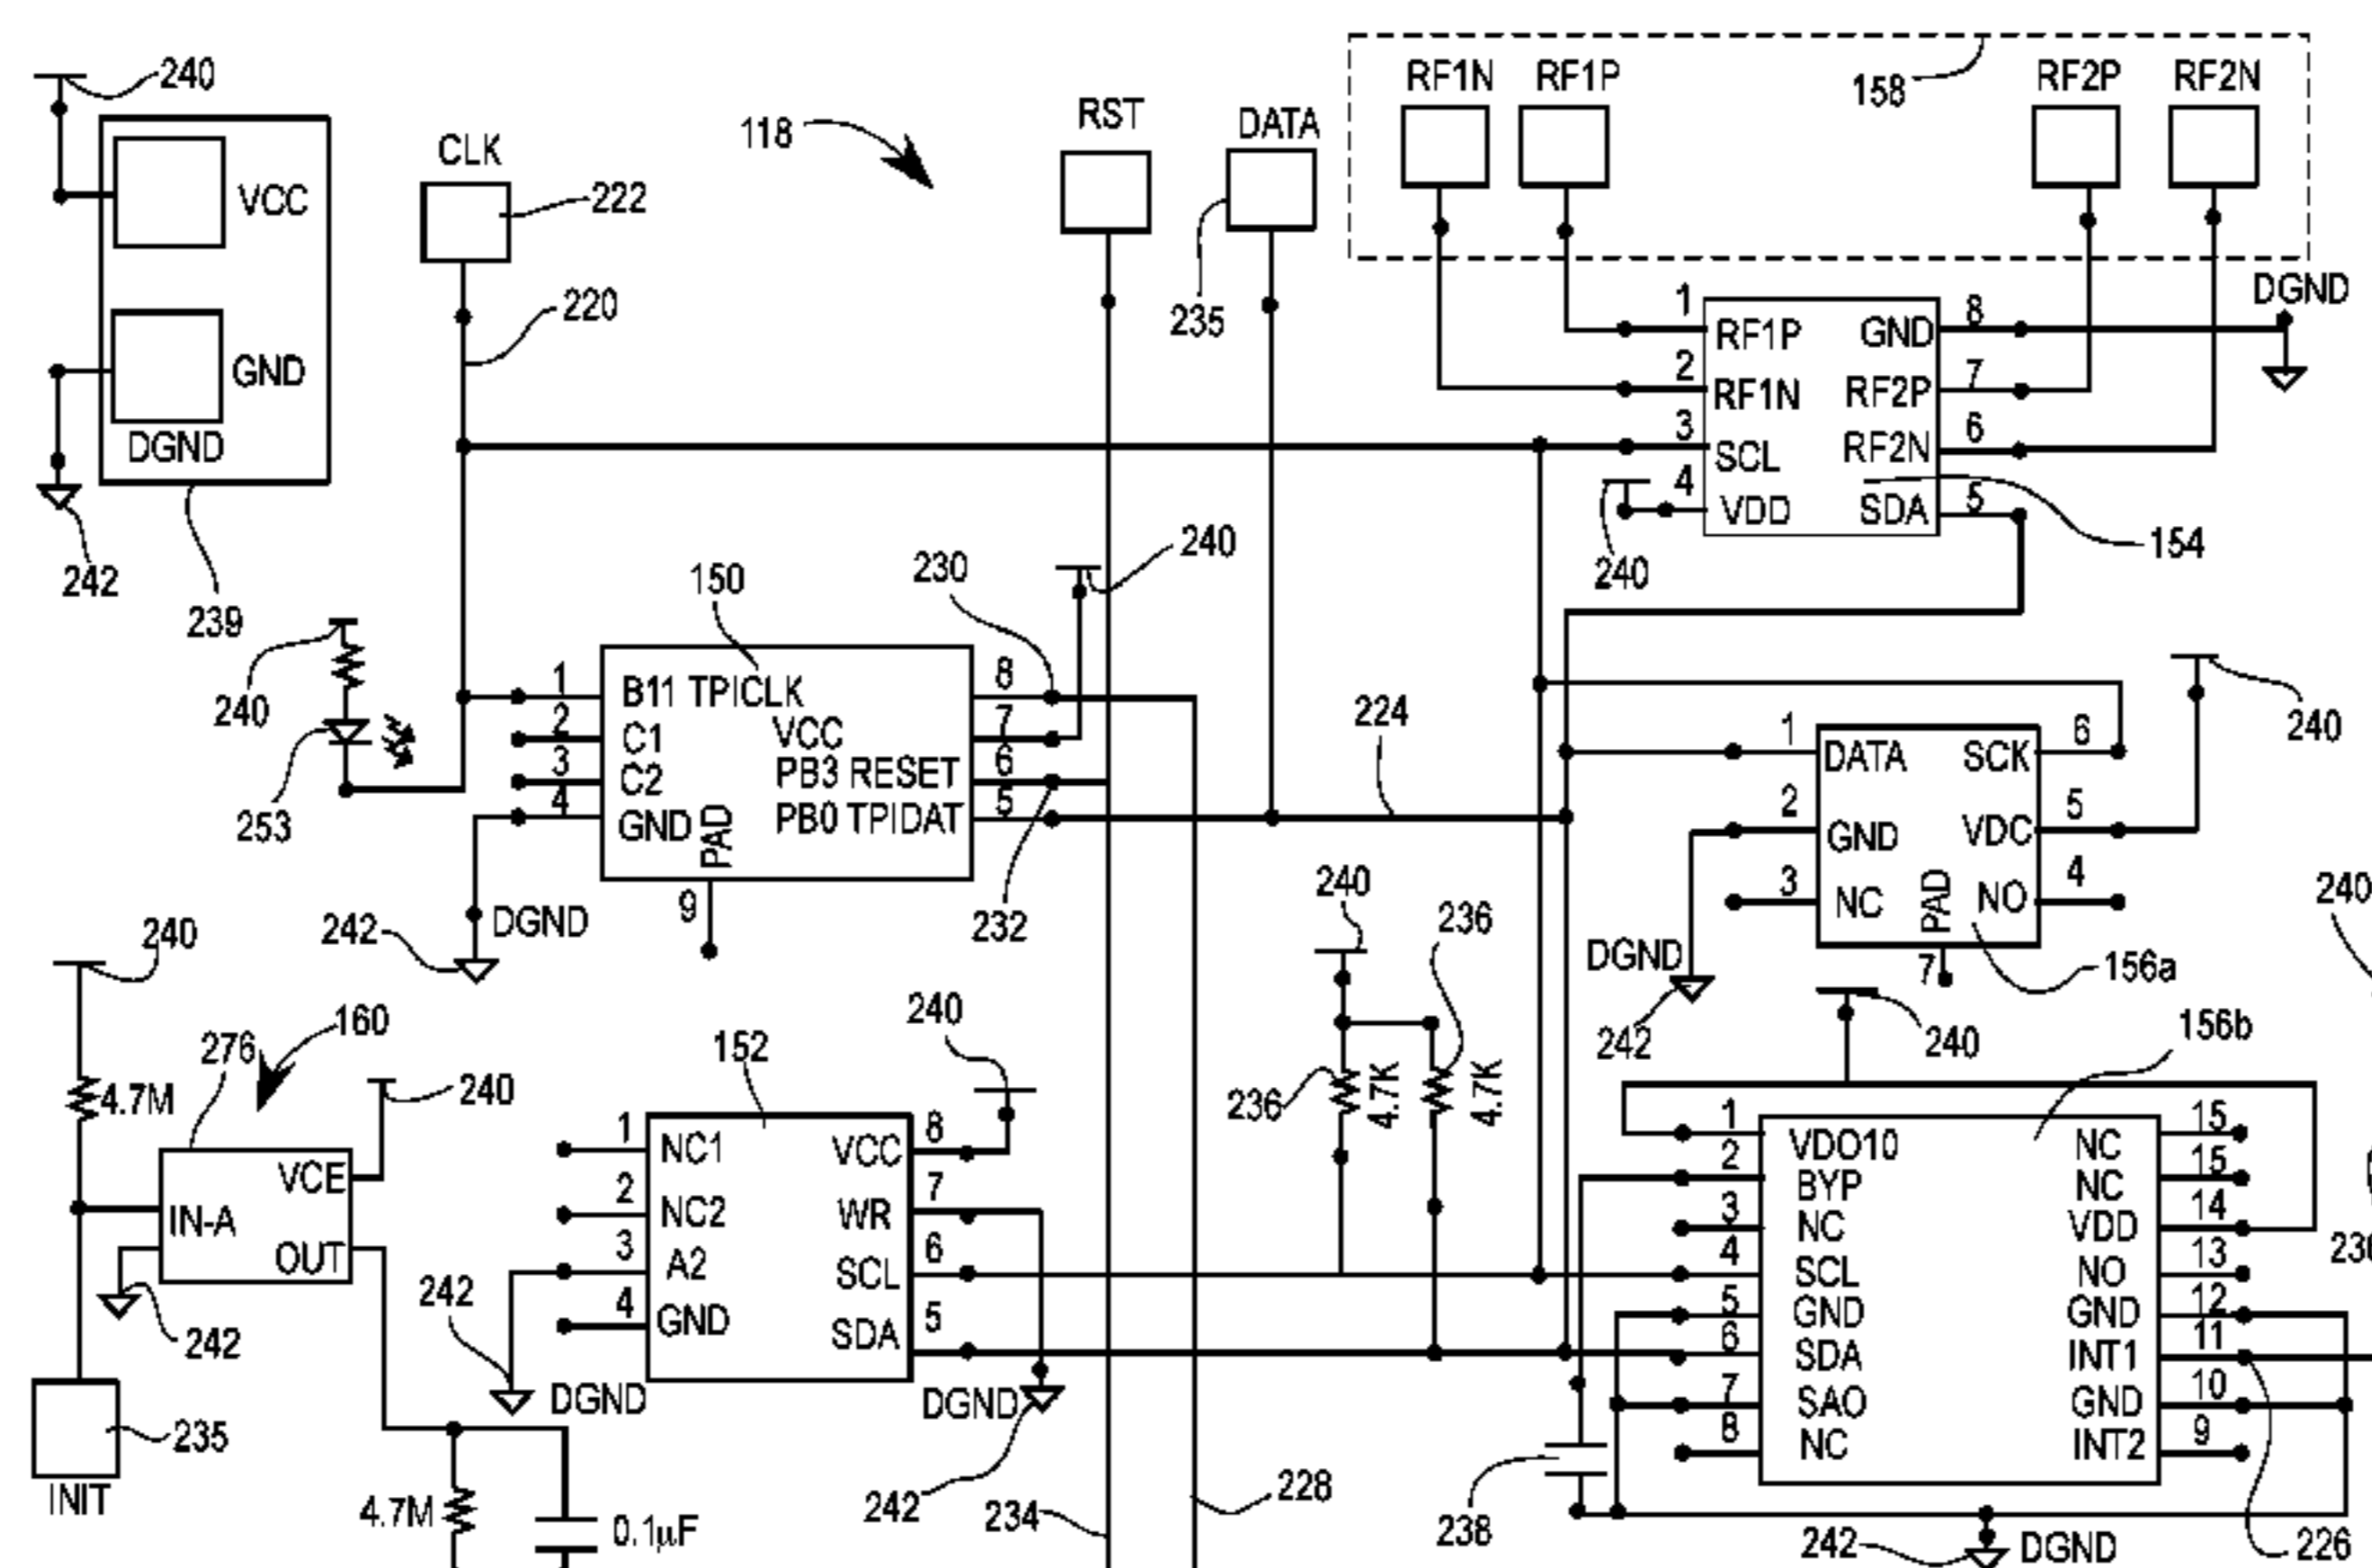 240
VCC
GND
DGND
242
239
CLK
222
220
118
RST
DATA
235
RF1N
RF1P
158
RF2P
RF2N
DGND
1
RF1P
2
RF1N
3
SCL
4
VDD
GND
8
RF2P
7
RF2N
6
SDA
5
240
154
240
253
150
230
240
1
B11 TPICLK
2
C1
3
C2
4
GND
PAD
9
8
VCC
7
PB3 RESET
6
PB0 TPIDAT
5
232
242
DGND
224
240
1
DATA
2
GND
3
NC
SCK
6
VDC
5
NO
4
PAD
7
DGND
242
156a
240
240
160
276
4.7M
240
VCE
IN-A
OUT
242
235
INIT
4.7M
0.1µF
152
240
1
NC1
2
NC2
3
A2
4
GND
VCC
8
WR
7
SCL
6
SDA
5
242
DGND
DGND
242
234
228
240
236
236
4.7K
4.7K
240
156b
1
VDO10
2
BYP
3
NC
4
SCL
5
GND
6
SDA
7
SAO
8
NC
NC
15
NC
15
VDD
14
NO
13
GND
12
INT1
11
GND
10
INT2
9
238
242
DGND
226
240